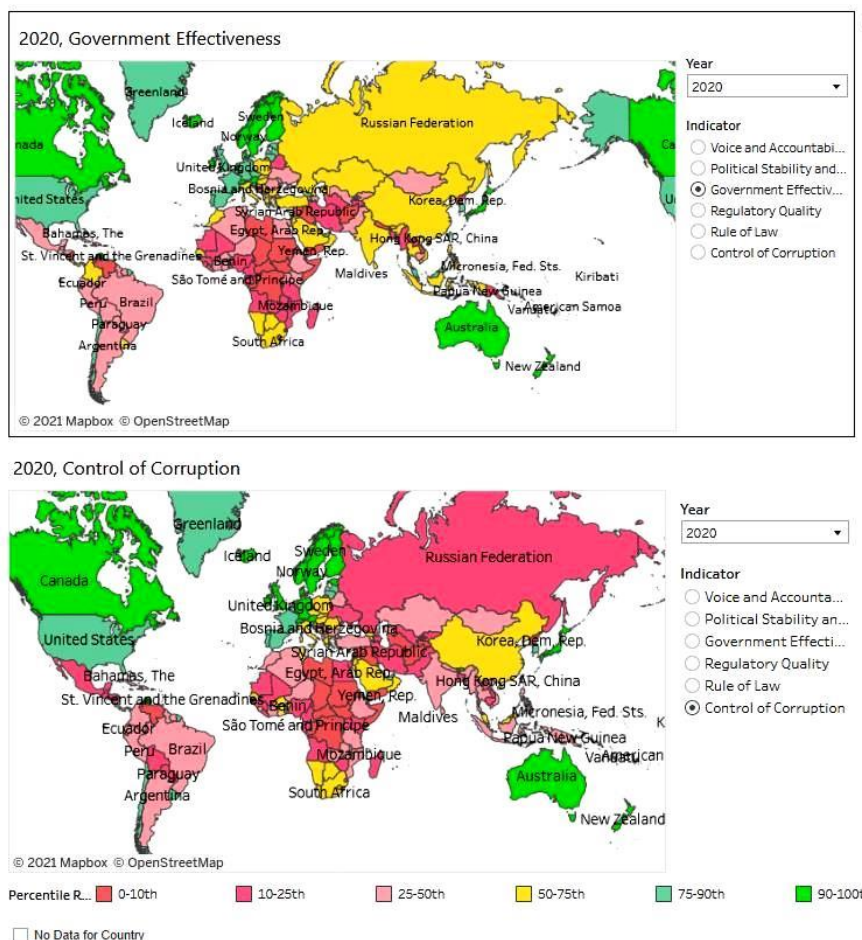 2020, Government Effectiveness
Greenland
Iceland
Sweden
Norway
Russian Federation
nada
Ca
United Kingdom
nited States
Bosnia and Herzegovina
Korea, Dem. Rep.
Syrian Arab Republic
Bahamas, The
Egypt, Arab Rep.
Hong Kong SAR, China
St. Vincent and the Grenadines
Benin
Yemen, Rep.
Maldives
Micronesia, Fed. Sts.
Kiribati
Ecuador
São Tomé and Principe
Papua New Guinea
American Samoa
Peru
Brazil
Mozambique
Vanuatu
Paraguay
Australia
Argentina
South Africa
New Zealand
© 2021 Mapbox © OpenStreetMap
Year
2020
Indicator
Voice and Accountabi...
Political Stability and...
Government Effectiv...
Regulatory Quality
Rule of Law
Control of Corruption
2020, Control of Corruption
Greenland
Iceland
Sweden
Norway
Russian Federation
Canada
United Kingdom
United States
Bosnia and Herzegovina
Korea, Dem. Rep.
Syrian Arab Republic
Bahamas, The
Egypt, Arab Rep.
Hong Kong SAR, China
St. Vincent and the Grenadines
Benin
Yemen, Rep.
Maldives
Micronesia, Fed. Sts.
K
Ecuador
São Tomé and Principe
Papua New Guinea
Peru
Brazil
Mozambique
Vanuatu
American
Paraguay
Australia
Argentina
South Africa
New Zealand
© 2021 Mapbox © OpenStreetMap
Year
2020
Indicator
Voice and Accounta...
Political Stability an...
Government Effecti...
Regulatory Quality
Rule of Law
Control of Corruption
Percentile R... 0-10th 10-25th 25-50th 50-75th 75-90th 90-100t
No Data for Country